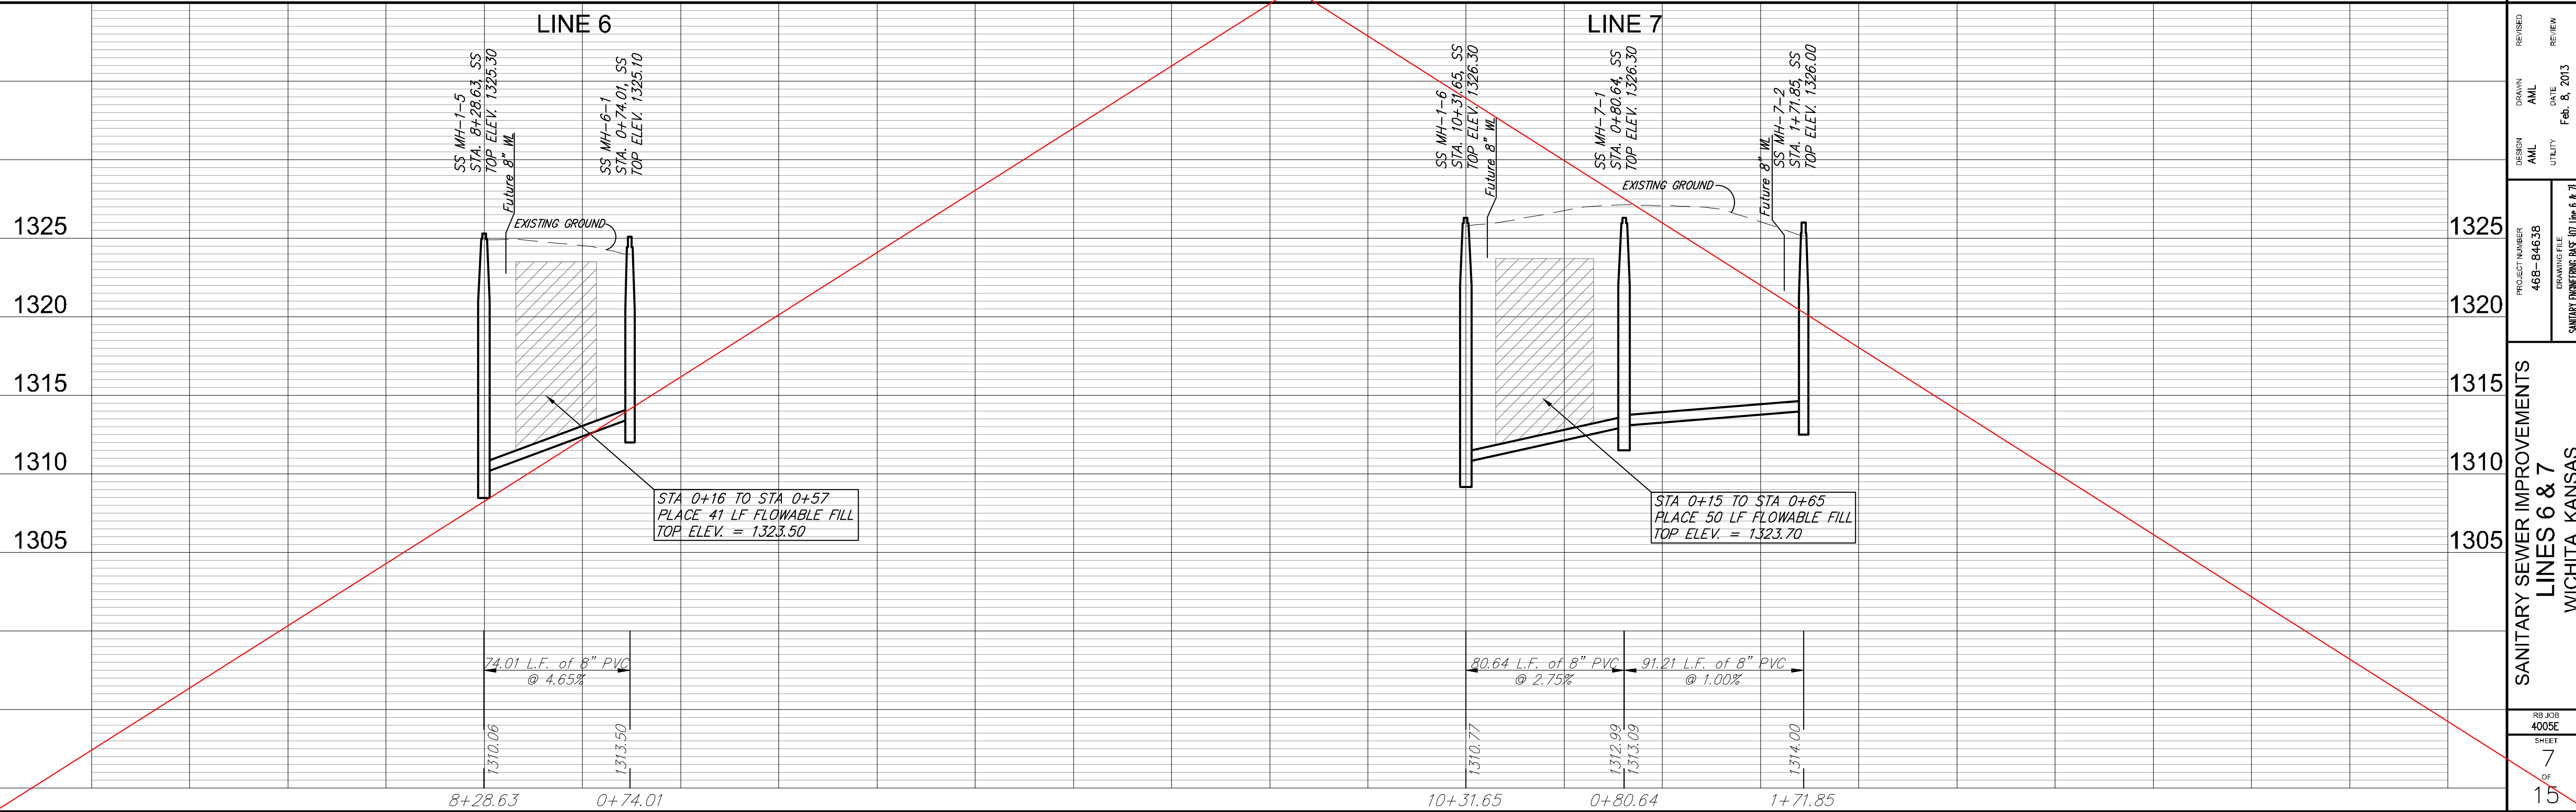 LINE 6
SS MH-1-5
STA. 8+28.63, SS
TOP ELEV. 1325.30
Future 8" WL
SS MH-6-1
STA. 0+74.01, SS
TOP ELEV. 1325.10
EXISTING GROUND
STA 0+16 TO STA 0+57
PLACE 41 LF FLOWABLE FILL
TOP ELEV. = 1323.50
74.01 L.F. of 8" PVC
@ 4.65%
1310.06
1313.50
8+28.63
0+74.01
LINE 7
SS MH-1-6
STA. 10+31.65, SS
TOP ELEV. 1326.30
Future 8" WL
SS MH-7-1
STA. 0+80.64, SS
TOP ELEV. 1326.30
Future 8" WL
SS MH-7-2
STA. 1+71.85, SS
TOP ELEV. 1326.00
EXISTING GROUND
STA 0+15 TO STA 0+65
PLACE 50 LF FLOWABLE FILL
TOP ELEV. = 1323.70
80.64 L.F. of 8" PVC
@ 2.75%
91.21 L.F. of 8" PVC
@ 1.00%
1310.77
1312.99
1313.09
1314.00
10+31.65
0+80.64
1+71.85
1325
1320
1315
1310
1305
1325
1320
1315
1310
1305
REVISED
REVIEW
DRAWN
AML
DATE
Feb. 8, 2013
DESIGN
AML
UTILITY
PROJECT NUMBER
468-84638
DRAWING FILE
SANITARY ENGINEERING BASE
SANITARY SEWER IMPROVEMENTS
LINES 6 & 7
WICHITA, KANSAS
RB JOB
4005E
SHEET
7
OF
15